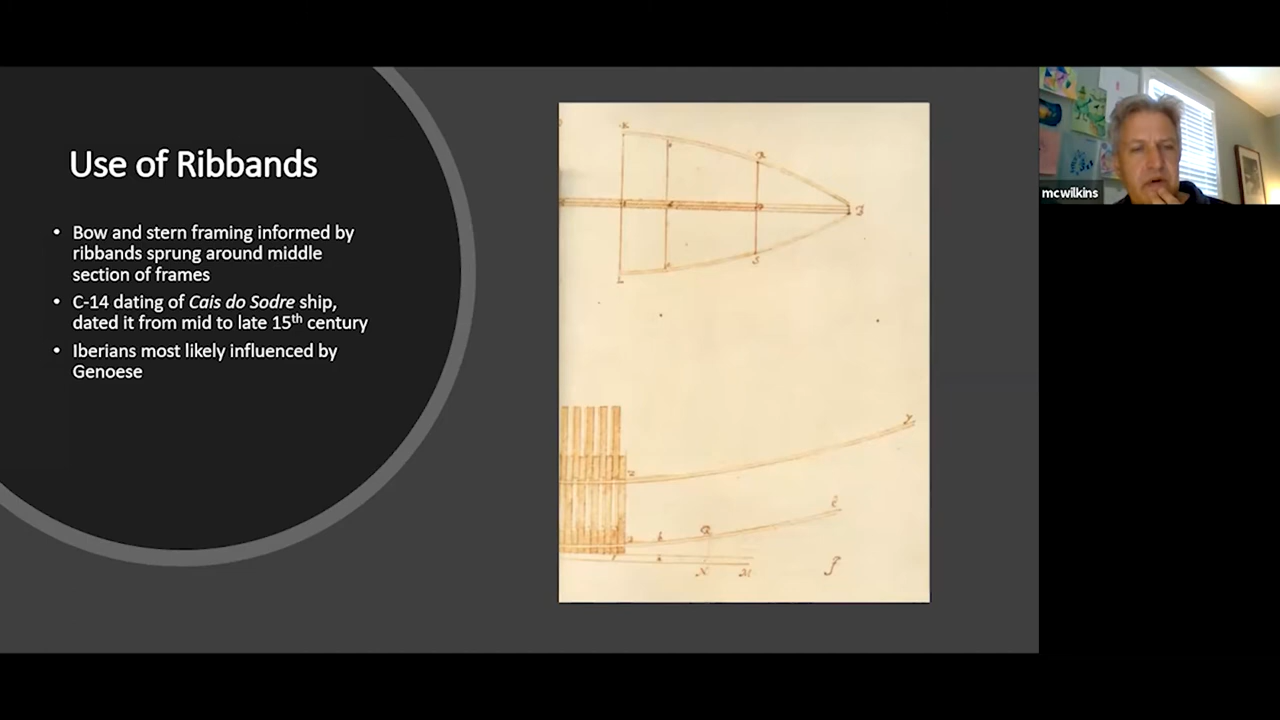 Use of Ribbands
• Bow and stern framing informed by
ribbands sprung around middle
section of frames
• C-14 dating of Cais do Sodre ship,
dated it from mid to late 15th century
• Iberians most likely influenced by
Genoese
mcwilkins